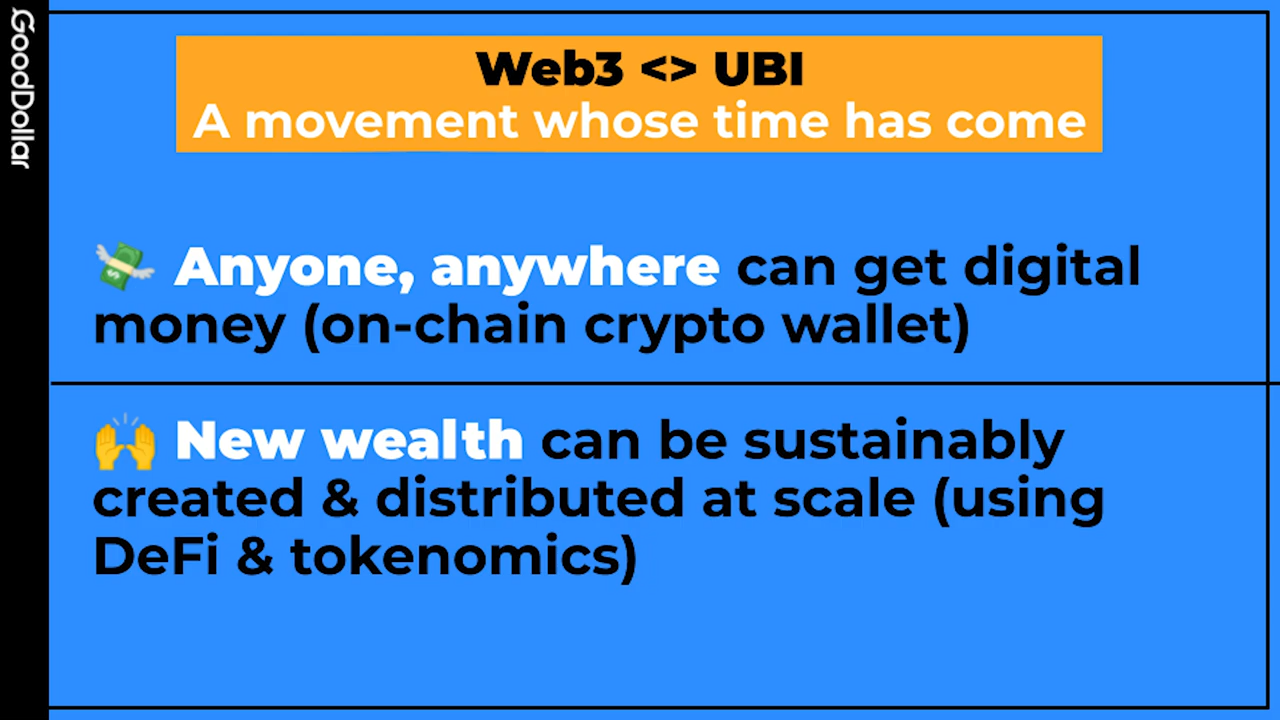 GoodDollar
Web3 <> UBI
A movement whose time has come
💸 Anyone, anywhere can get digital
money (on-chain crypto wallet)
🙌 New wealth can be sustainably
created & distributed at scale (using
DeFi & tokenomics)